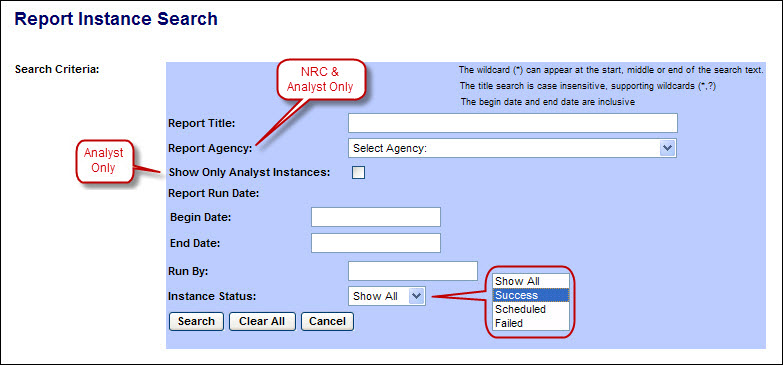 Report Instance Search
Search Criteria:
NRC &
Analyst Only
The wildcard (*) can appear at the start, middle or end of the search text.
The title search is case insensitive, supporting wildcards (*,?)
The begin date and end date are inclusive
Report Title:
Report Agency:
Select Agency:
Analyst
Only
Show Only Analyst Instances:
Report Run Date:
Begin Date:
End Date:
Run By:
Instance Status:
Show All
Show All
Success
Scheduled
Failed
Search
Clear All
Cancel